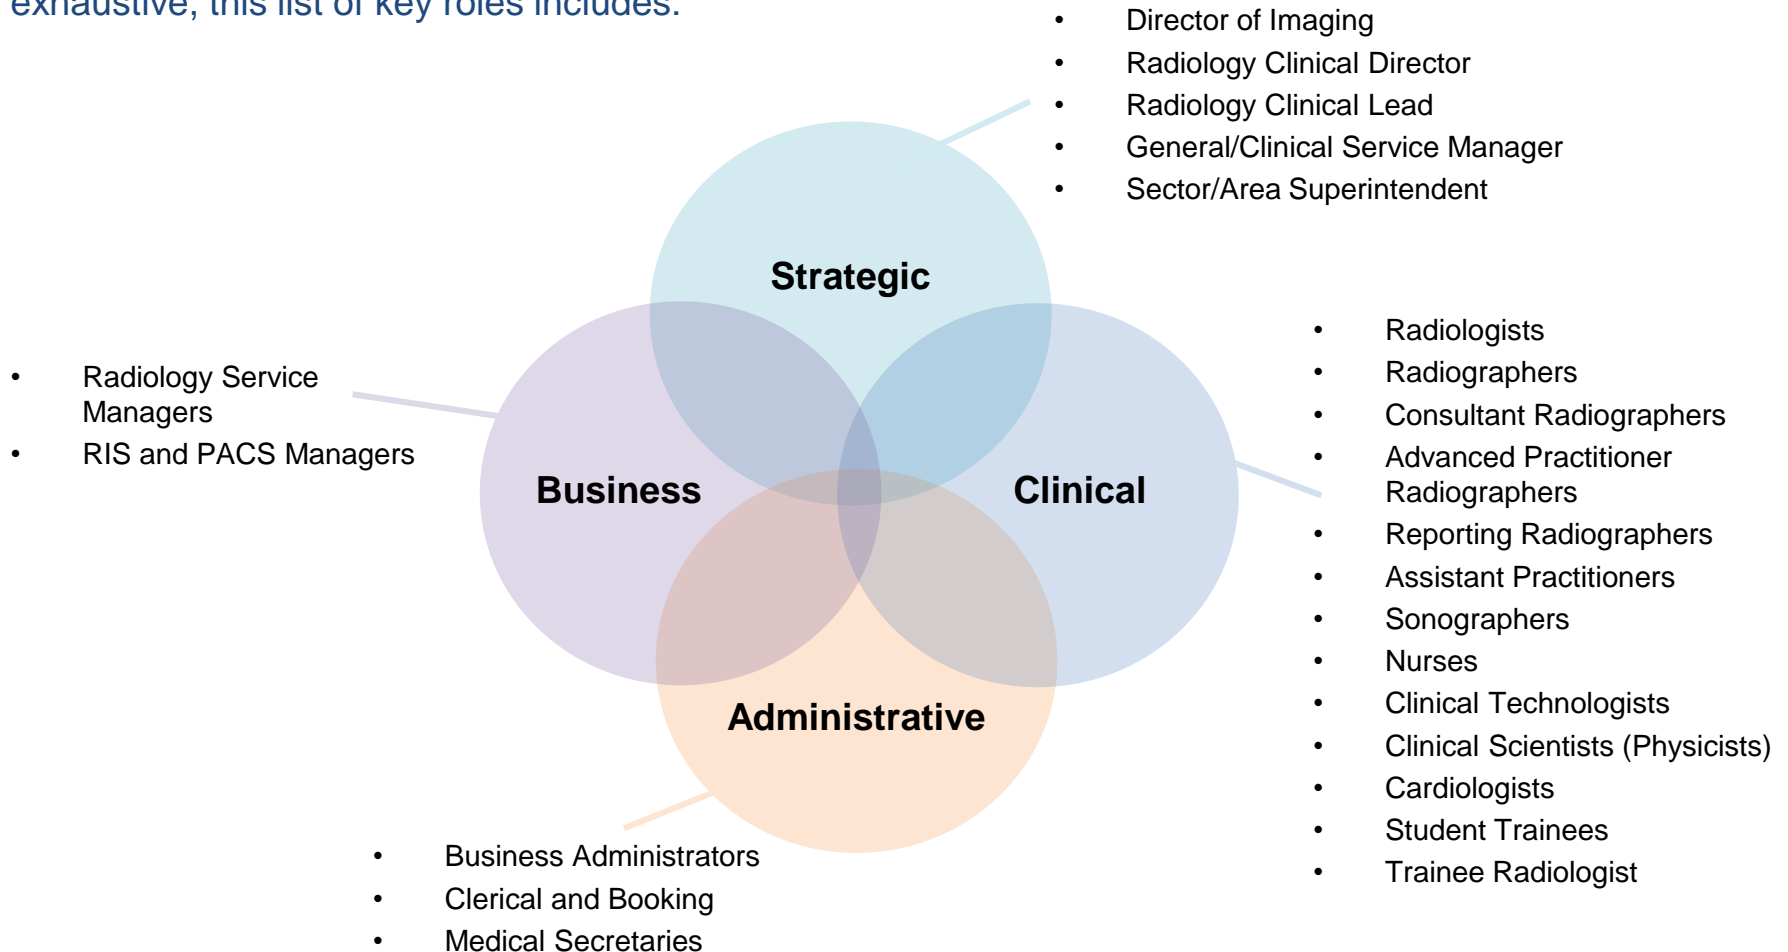 exhaustive, this list of key roles includes:
• Director of Imaging
• Radiology Clinical Director
• Radiology Clinical Lead
• General/Clinical Service Manager
• Sector/Area Superintendent
Strategic
• Radiology Service
Managers
• RIS and PACS Managers
Business
Clinical
• Radiologists
• Radiographers
• Consultant Radiographers
• Advanced Practitioner
Radiographers
• Reporting Radiographers
• Assistant Practitioners
• Sonographers
• Nurses
• Clinical Technologists
• Clinical Scientists (Physicists)
• Cardiologists
• Student Trainees
• Trainee Radiologist
Administrative
• Business Administrators
• Clerical and Booking
• Medical Secretaries